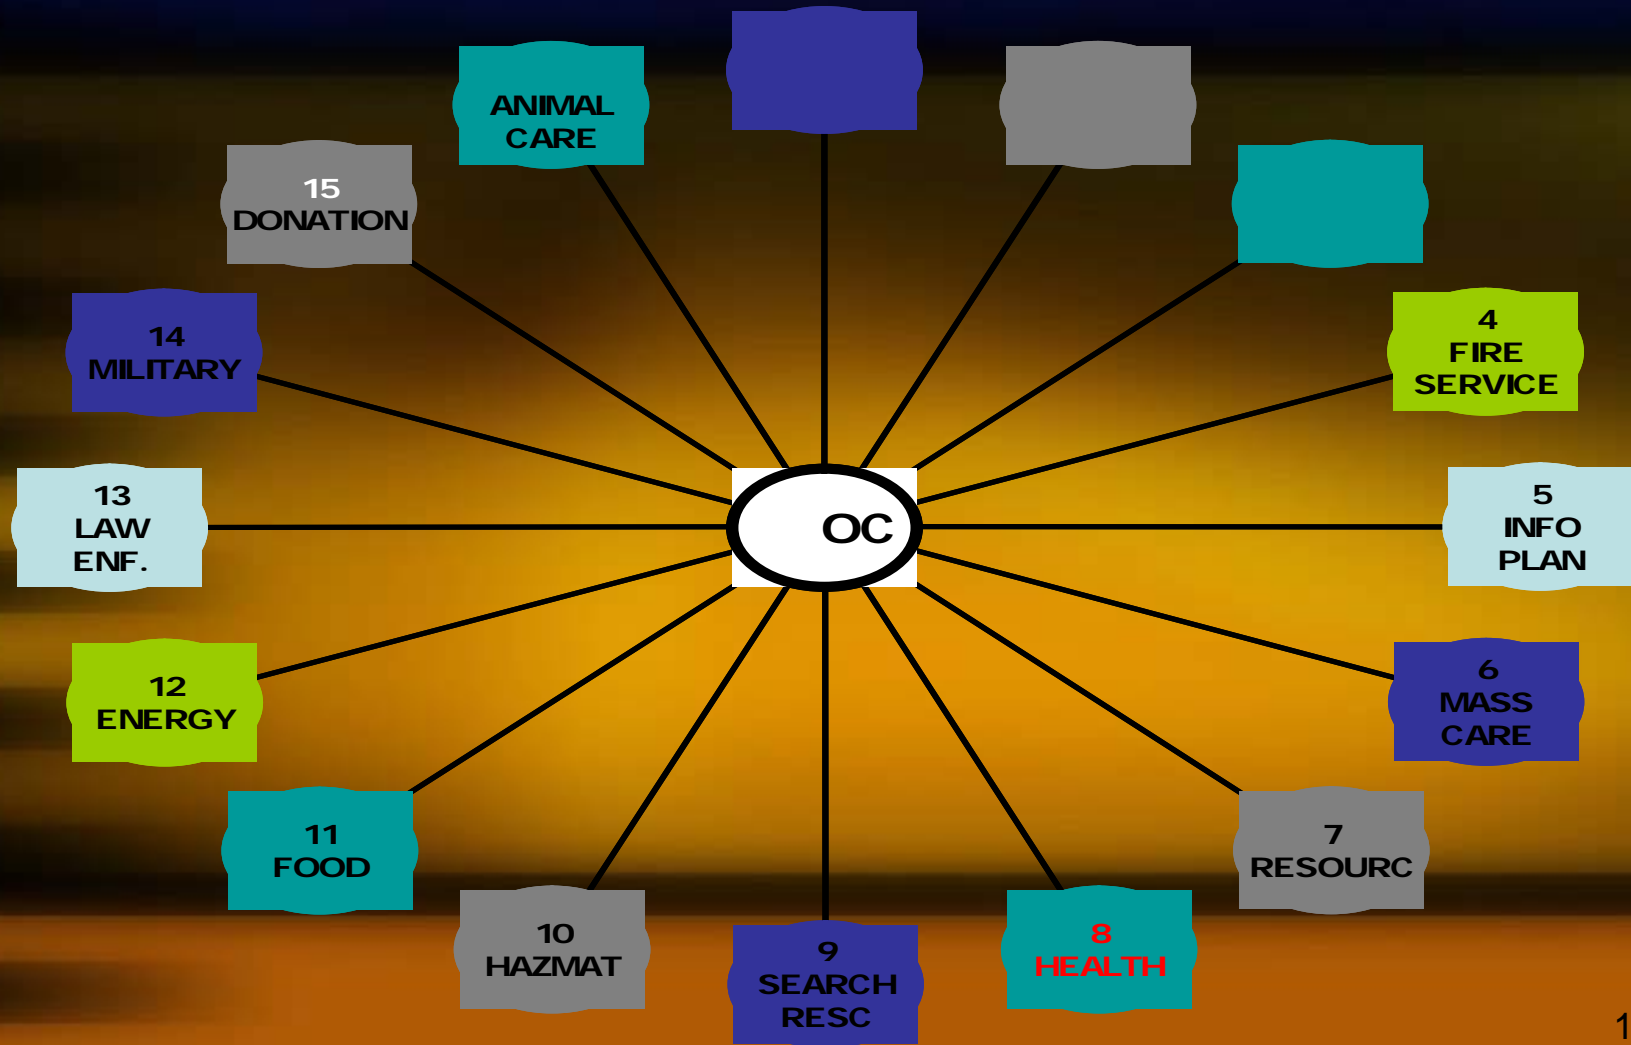 ANIMAL
CARE
15
DONATION
14
MILITARY
4
FIRE
SERVICE
13
LAW
ENF.
OC
5
INFO
PLAN
12
ENERGY
6
MASS
CARE
11
FOOD
7
RESOURC
10
HAZMAT
9
SEARCH
RESC
8
HEALTH
1